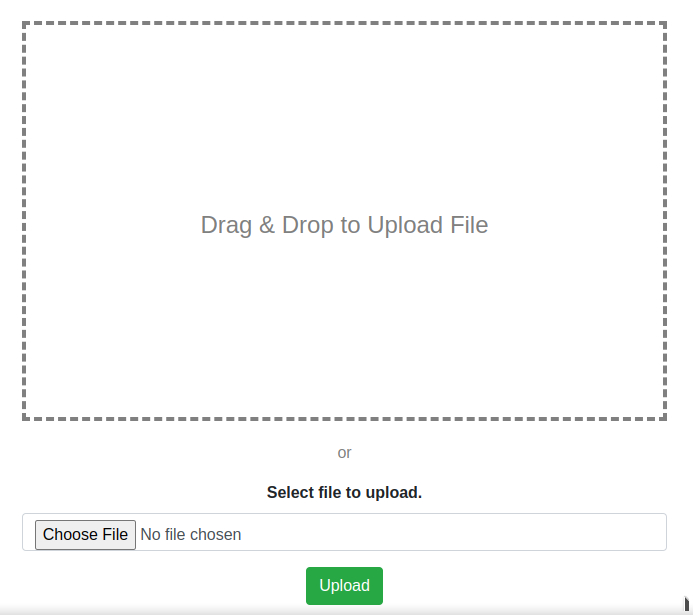 Drag & Drop to Upload File
or
Select file to upload.
Choose File No file chosen
Upload